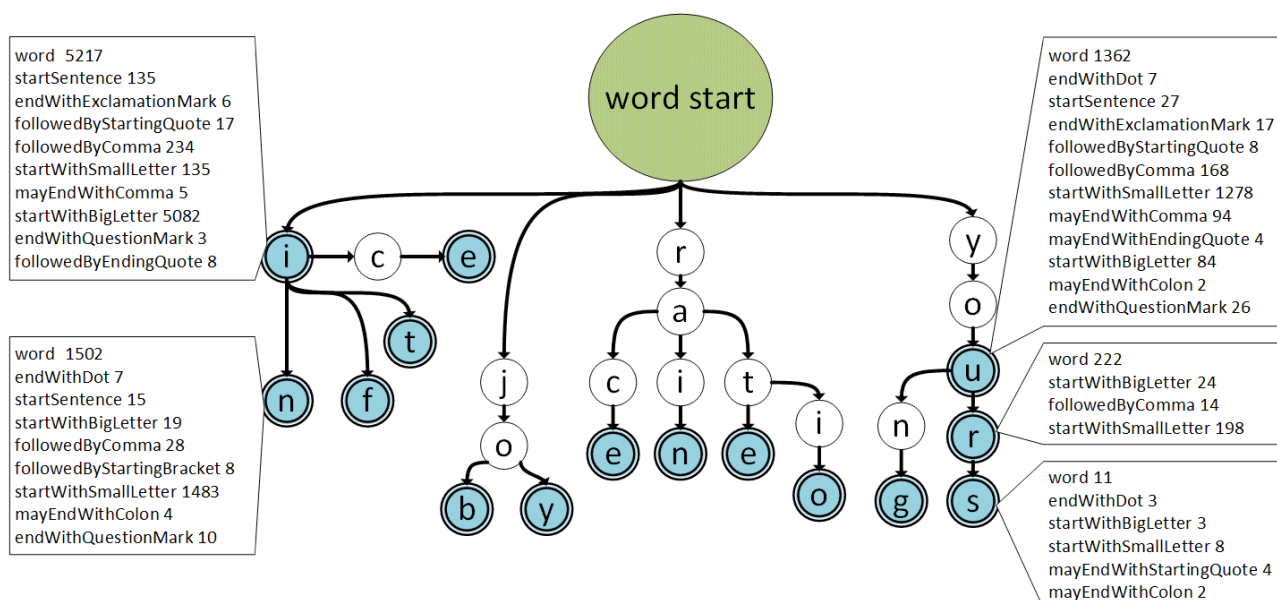 word 5217
startSentence 135
endWithExclamationMark 6
followedByStartingQuote 17
followedByComma 234
startWithSmallLetter 135
mayEndWithComma 5
startWithBigLetter 5082
endWithQuestionMark 3
followedByEndingQuote 8
word start
word 1362
endWithDot 7
startSentence 27
endWithExclamationMark 17
followedByStartingQuote 8
followedByComma 168
startWithSmallLetter 1278
mayEndWithComma 94
mayEndWithEndingQuote 4
startWithBigLetter 84
mayEndWithColon 2
endWithQuestionMark 26
i
c
e
n
f
t
j
o
b
y
r
a
c
i
t
e
n
e
i
o
y
o
u
n
r
g
s
word 1502
endWithDot 7
startSentence 15
startWithBigLetter 19
followedByComma 28
followedByStartingBracket 8
startWithSmallLetter 1483
mayEndWithColon 4
endWithQuestionMark 10
word 222
startWithBigLetter 24
followedByComma 14
startWithSmallLetter 198
word 11
endWithDot 3
startWithBigLetter 3
startWithSmallLetter 8
mayEndWithStartingQuote 4
mayEndWithColon 2